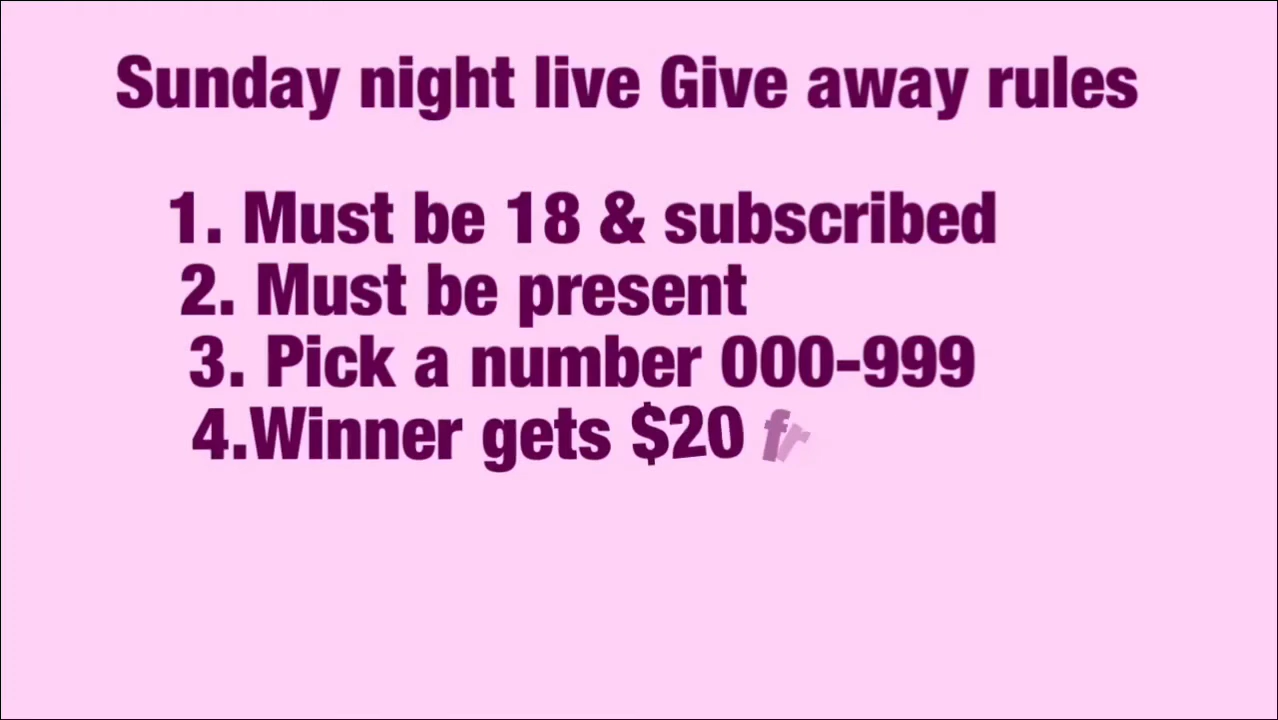 Sunday night live Give away rules
1. Must be 18 & subscribed
2. Must be present
3. Pick a number 000-999
4.Winner gets $20 fr